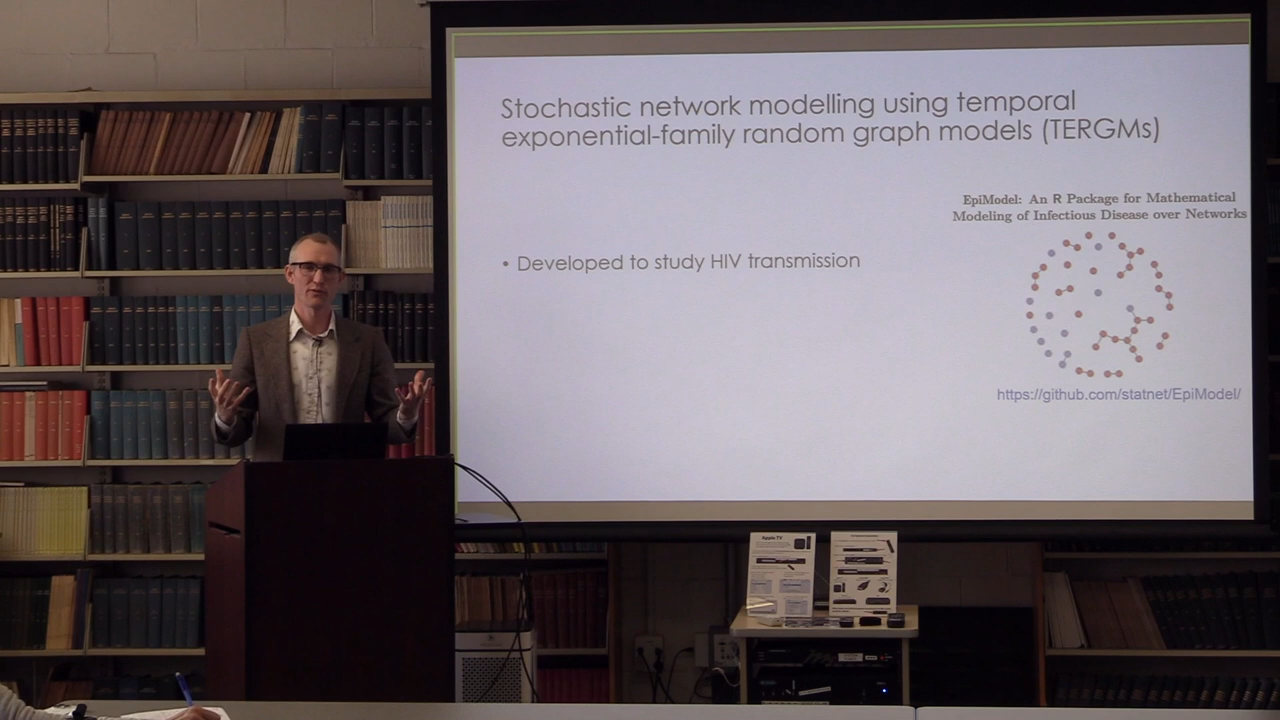 Stochastic network modelling using temporal
exponential-family random graph models (TERGMs)
EpiModel: An R Package for Mathematical
Modeling of Infectious Disease over Networks
• Developed to study HIV transmission
https://github.com/statnet/EpiModel/
Apple TV